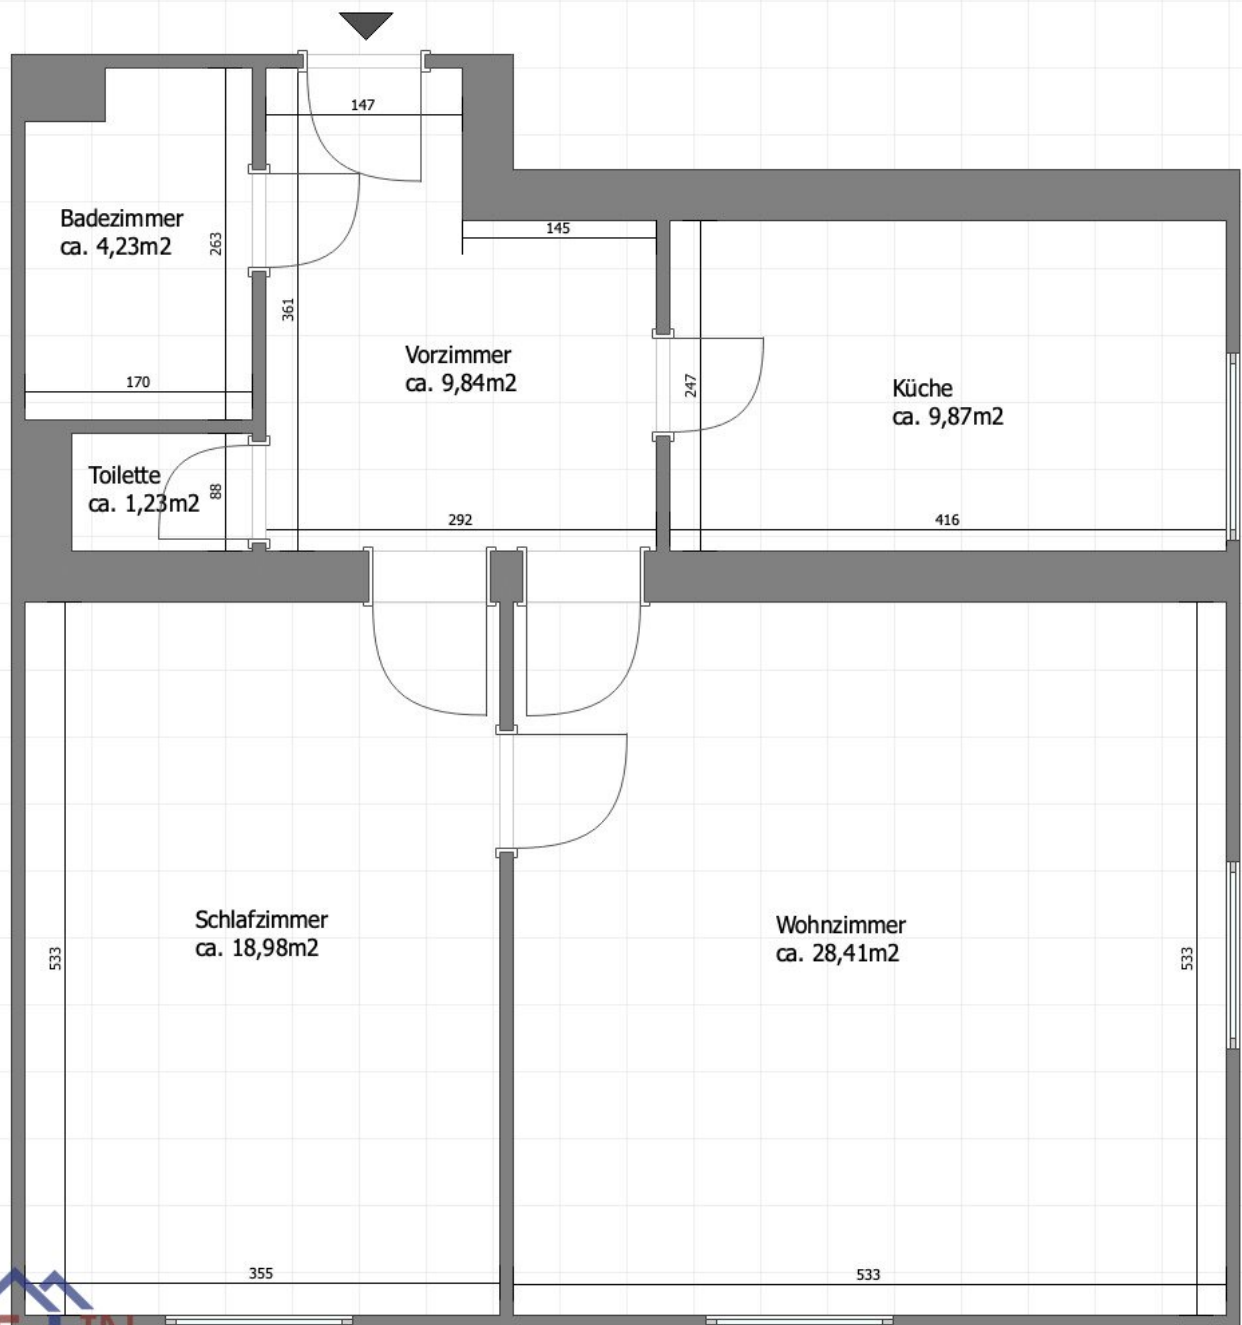 147
145
Badezimmer
ca. 4,23m2
263
361
Vorzimmer
ca. 9,84m2
170
247
Küche
ca. 9,87m2
Toilette
ca. 1,23m2
88
292
416
Schlafzimmer
ca. 18,98m2
533
Wohnzimmer
ca. 28,41m2
533
355
533